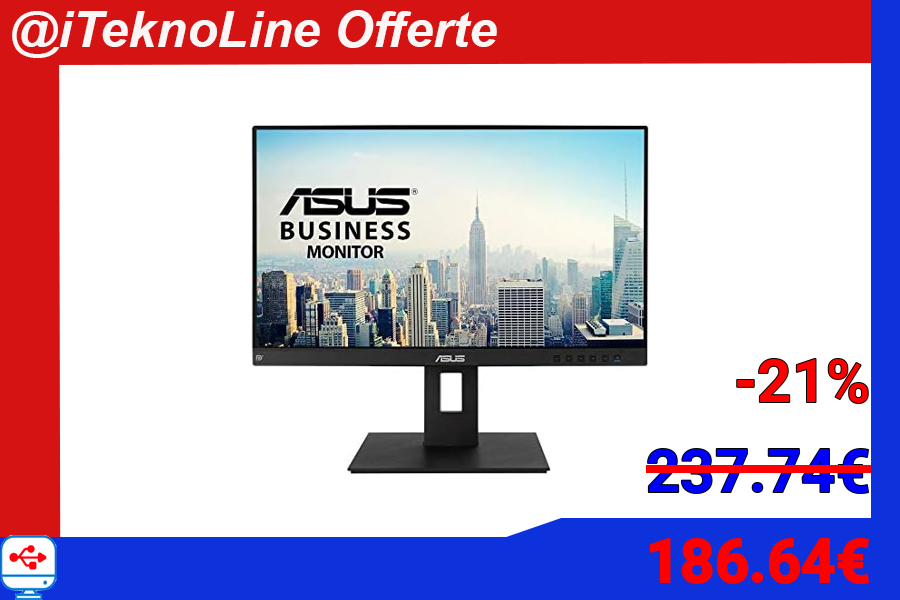 @iTeknoLine Offerte
ASUS®
BUSINESS
MONITOR
ASUS
-21%
237.74€
186.64€